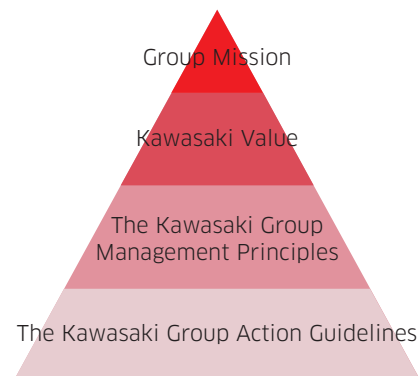 Group Mission
Kawasaki Value
The Kawasaki Group
Management Principles
The Kawasaki Group Action Guidelines